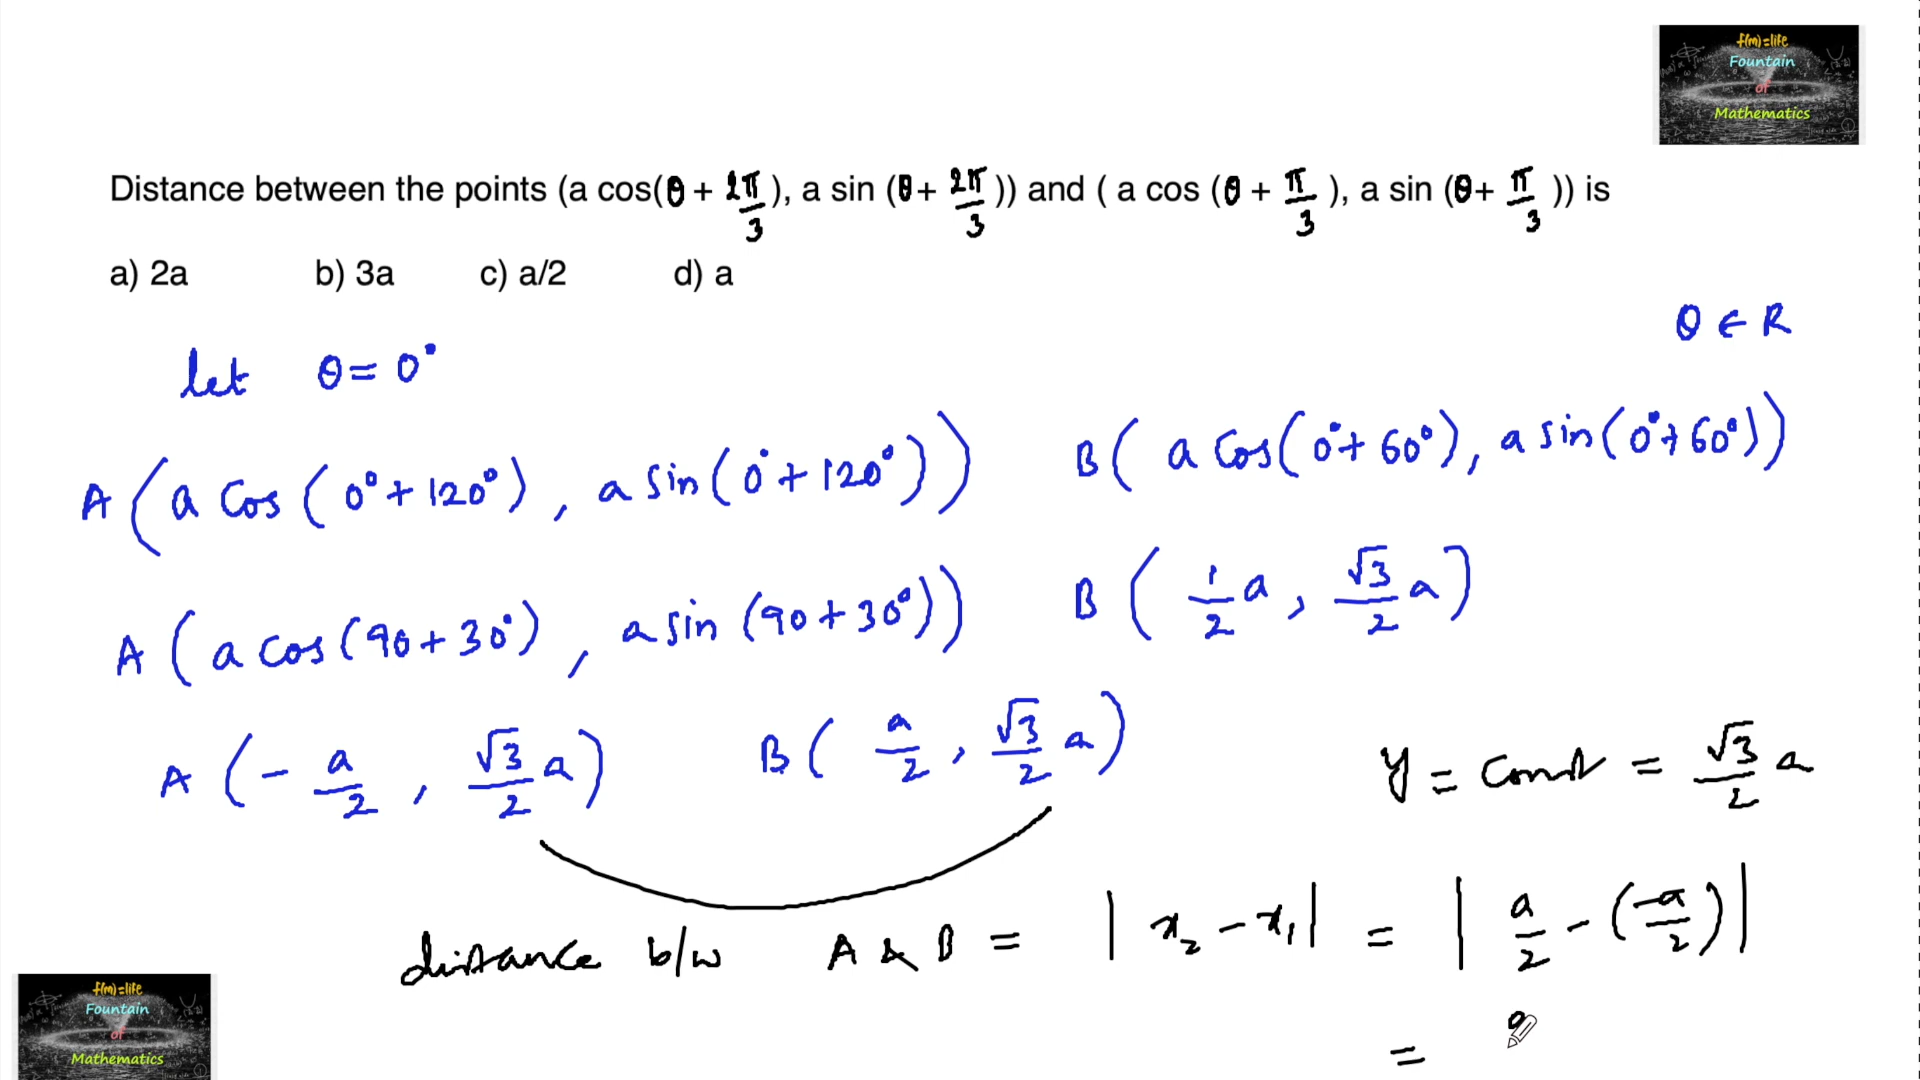 f(m)=life
Fountain
of
Mathematics
Distance between the points (a cos(θ + 2π/3), a sin (θ + 2π/3)) and ( a cos (θ + π/3 ), a sin (θ+ π/3 )) is
a) 2a b) 3a c) a/2 d) a
θ ∈ R
let θ = 0°
A ( a Cos ( 0° + 120° ) , a sin ( 0° + 120° ) ) B ( a Cos ( 0° + 60° ) , a sin ( 0° + 60° ) )
A ( a cos ( 90 + 30° ) , a sin ( 90 + 30° ) ) B ( 1/2 a , √3/2 a )
A ( - a/2 , √3/2 a ) B ( a/2 , √3/2 a ) y = const = √3/2 a
distance b/w A & B = | x₂ - x₁ | = | a/2 - ( -a/2 ) |
=
f(m)=life
Fountain
of
Mathematics